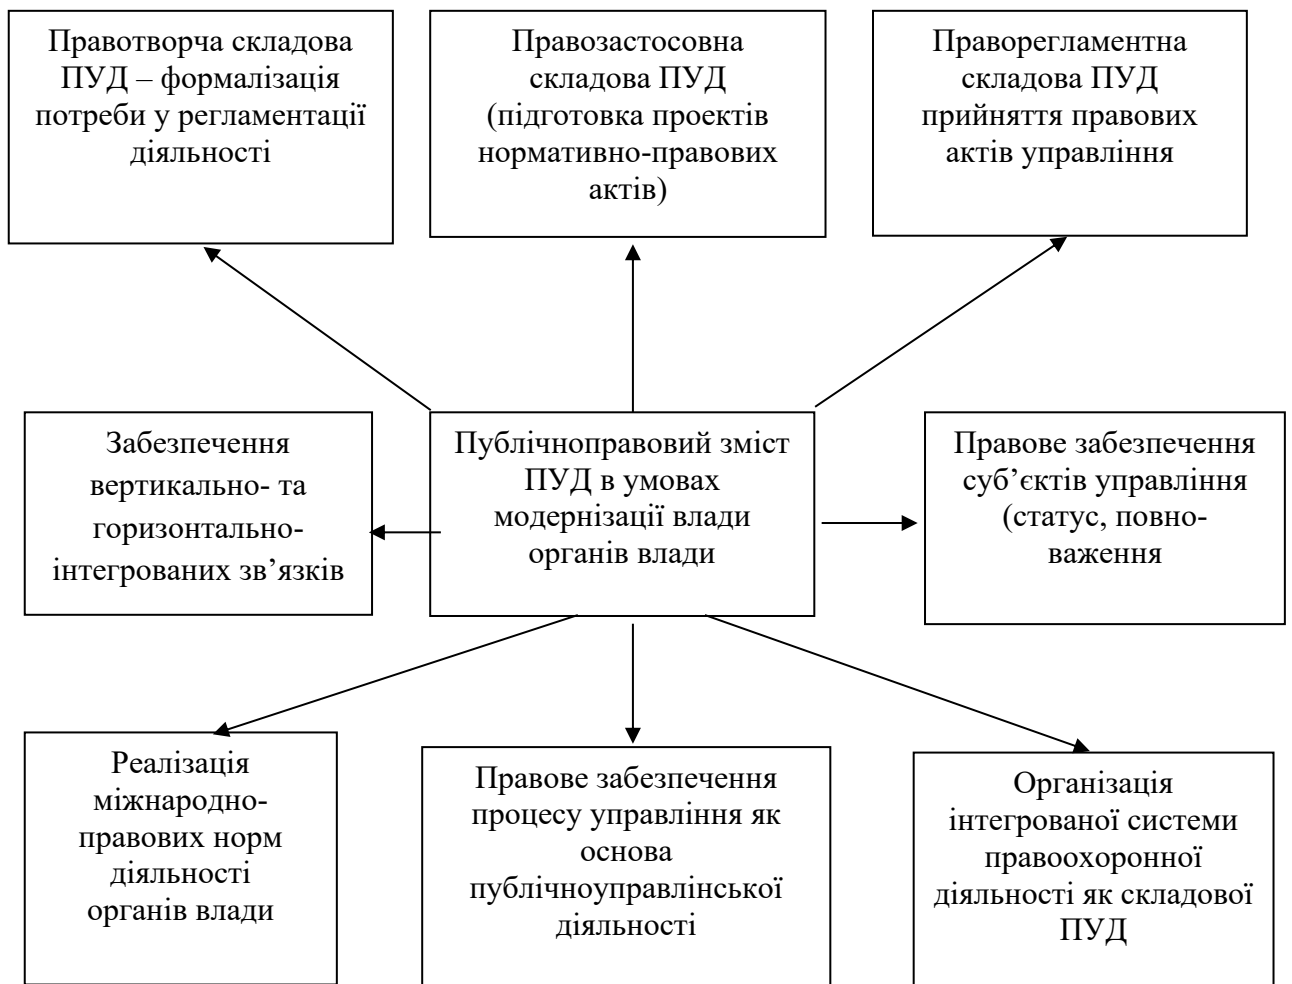 Правотворча складова
ПУД – формалізація
потреби у регламентації
діяльності
Правозастосовна
складова ПУД
(підготовка проектів
нормативно-правових
актів)
Праворегламентна
складова ПУД
прийняття правових
актів управління
Забезпечення
вертикально- та
горизонтально-
інтегрованих зв’язків
Публічноправовий зміст
ПУД в умовах
модернізації влади
органів влади
Правове забезпечення
суб’єктів управління
(статус, повно-
важення
Реалізація
міжнародно-
правових норм
діяльності
органів влади
Правове забезпечення
процесу управління як
основа
публічноуправлінської
діяльності
Організація
інтегрованої системи
правоохоронної
діяльності як складової
ПУД